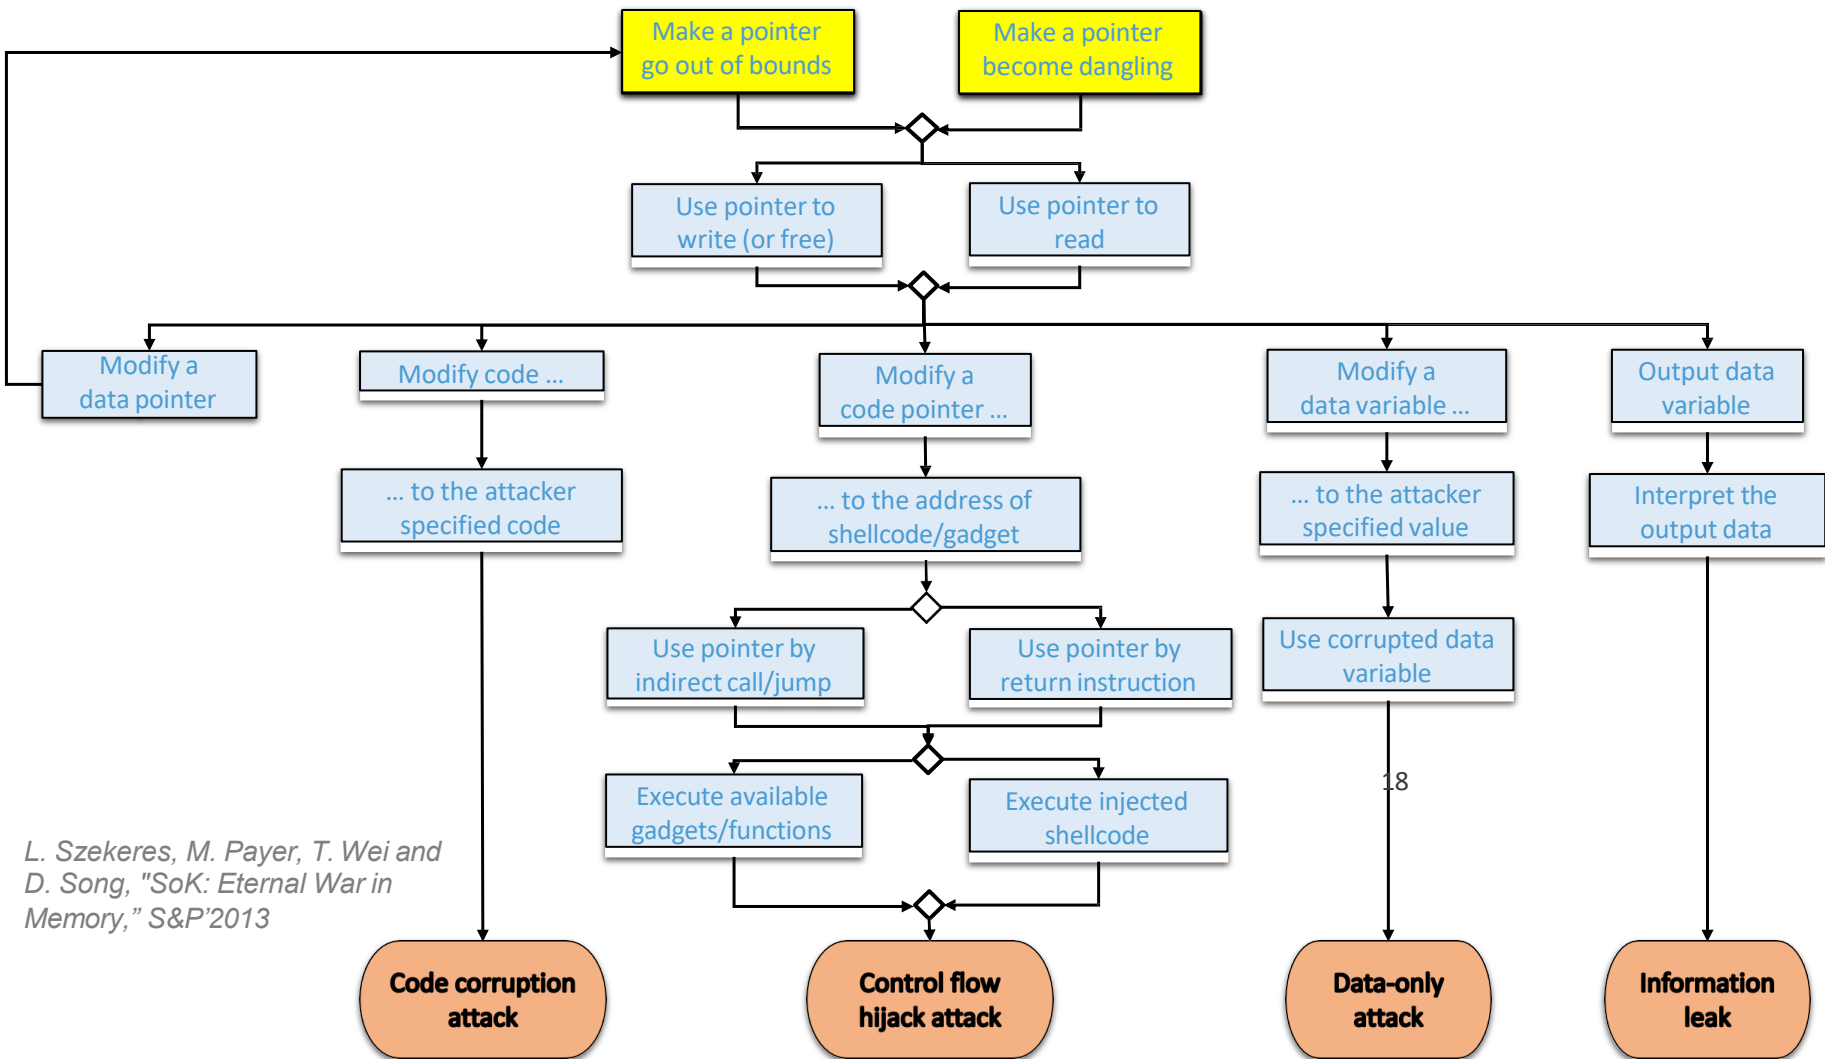 Make a pointer
go out of bounds
Make a pointer
become dangling
Use pointer to
write (or free)
Use pointer to
read
Modify a
data pointer
Modify code ...
Modify a
code pointer ...
Modify a
data variable ...
Output data
variable
... to the attacker
specified code
... to the address of
shellcode/gadget
... to the attacker
specified value
Interpret the
output data
Use pointer by
indirect call/jump
Use pointer by
return instruction
Use corrupted data
variable
18
Execute available
gadgets/functions
Execute injected
shellcode
L. Szekeres, M. Payer, T. Wei and
D. Song, "SoK: Eternal War in
Memory,” S&P’2013
Code corruption
attack
Control flow
hijack attack
Data-only
attack
Information
leak